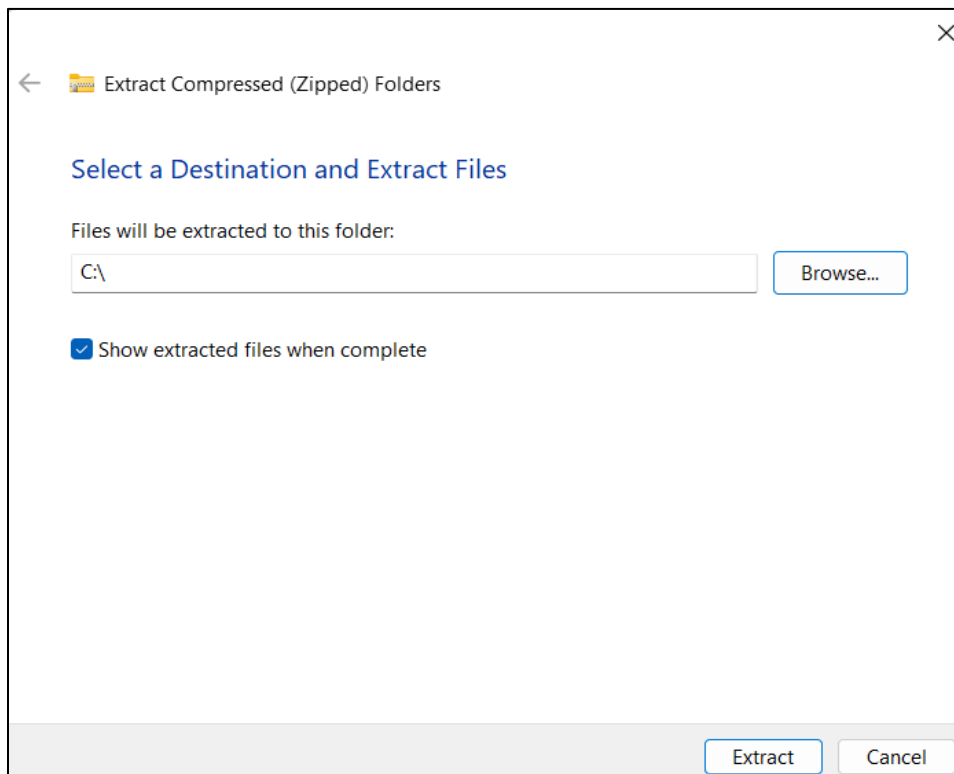 Extract Compressed (Zipped) Folders
Select a Destination and Extract Files
Files will be extracted to this folder:
C:\
Browse...
Show extracted files when complete
Extract
Cancel